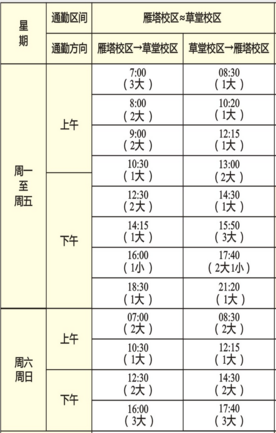 星期
通勤区间
雁塔校区≈草堂校区
通勤方向
雁塔校区→草堂校区
草堂校区→雁塔校区
周一至周五
上午
7:00 08:30
（3大） （1大）
8:00 10:20
（2大） （1大）
9:00 12:15
（2大） （1大）
10:30 13:00
（1大） （2大）
下午
12:30 14:30
（2大） （1大）
14:15 15:50
（1大） （3大）
16:00 17:40
（1小） （2大1小）
18:30 21:20
（1大） （1大）
周六周日
上午
07:00 08:30
（2大） （2大）
10:30 12:15
（1大） （1大）
下午
12:30 14:30
（2大） （2大）
16:00 17:40
（3大） （3大）